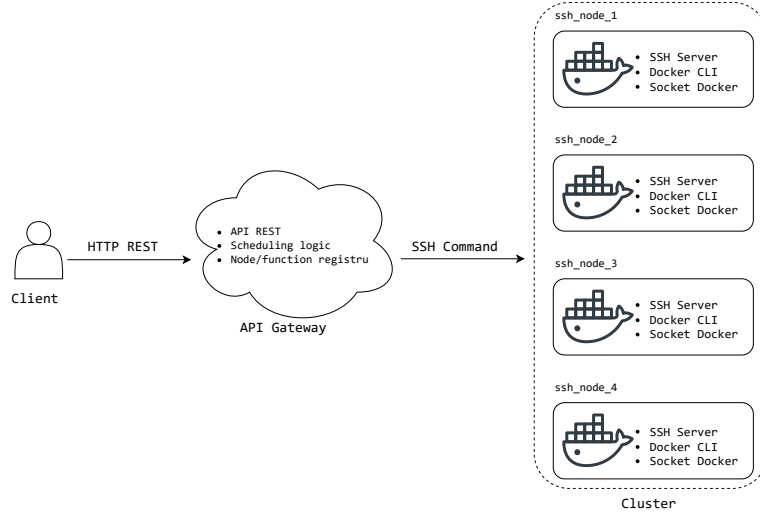 ssh_node_1
• SSH Server
• Docker CLI
• Socket Docker
ssh_node_2
• SSH Server
• Docker CLI
• Socket Docker
HTTP REST
• API REST
• Scheduling logic
• Node/function registru
SSH Command
Client
API Gateway
ssh_node_3
• SSH Server
• Docker CLI
• Socket Docker
ssh_node_4
• SSH Server
• Docker CLI
• Socket Docker
Cluster